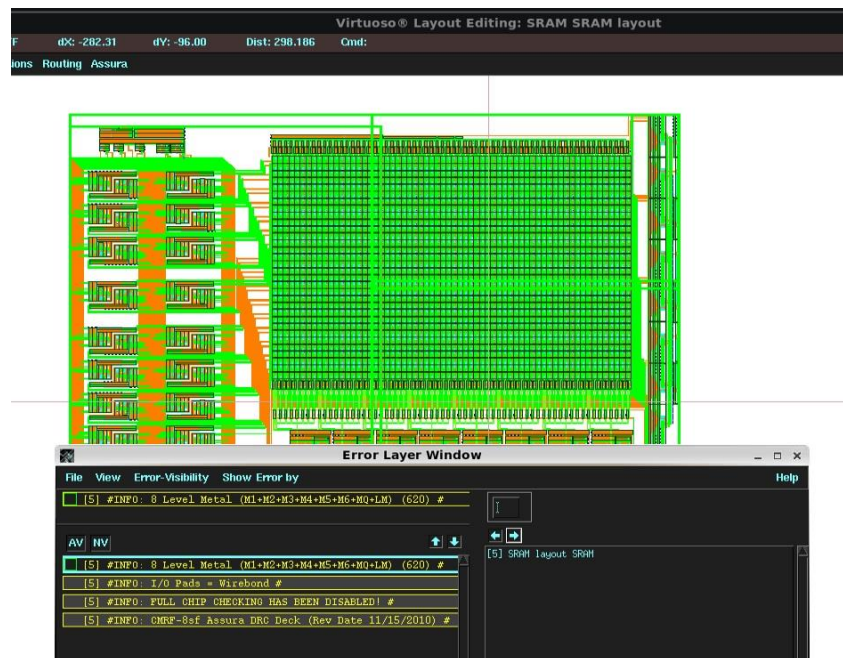 Virtuoso® Layout Editing: SRAM SRAM layout
F dX: -282.31 dY: -96.00 Dist: 298.186 Cmd:
ions Routing Assura
Error Layer Window
File View Error-Visibility Show Error by Help
[5] #INFO: 8 Level Metal (M1+M2+M3+M4+M5+M6+MQ+LM) (620) #
AV NV
[5] SRAM layout SRAM
[5] #INFO: 8 Level Metal (M1+M2+M3+M4+M5+M6+MQ+LM) (620) #
[5] #INFO: I/O Pads = Wirebond #
[5] #INFO: FULL CHIP CHECKING HAS BEEN DISABLED! #
[5] #INFO: CMRF-8sf Assura DRC Deck (Rev Date 11/15/2010) #